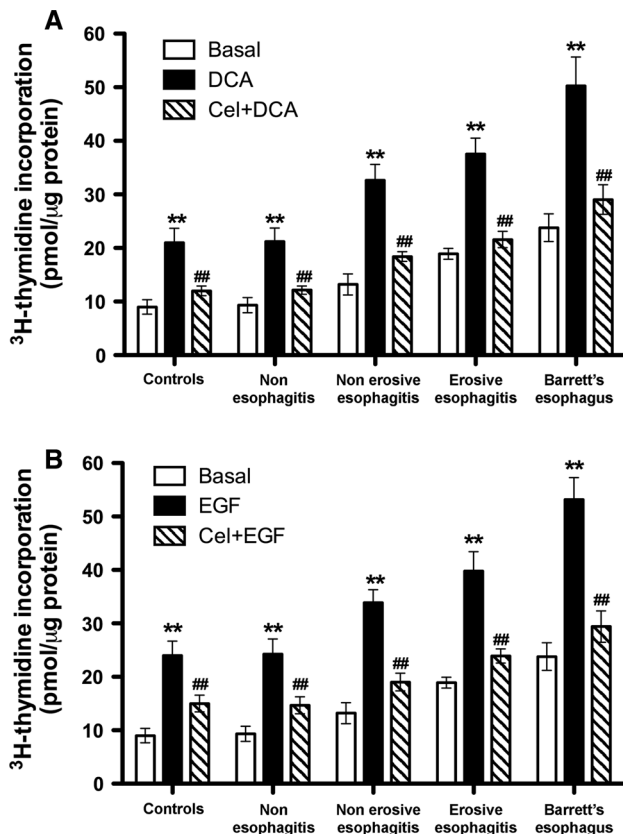 A
³H-thymidine incorporation
(pmol/µg protein)
60
50
40
30
20
10
0
Basal
DCA
Cel+DCA
** ## ** ## ** ## ** ## ** ##
Controls
Non
esophagitis
Non erosive
esophagitis
Erosive
esophagitis
Barrett's
esophagus
B
³H-thymidine incorporation
(pmol/µg protein)
60
50
40
30
20
10
0
Basal
EGF
Cel+EGF
** ## ** ## ** ## ** ## ** ##
Controls
Non
esophagitis
Non erosive
esophagitis
Erosive
esophagitis
Barrett's
esophagus